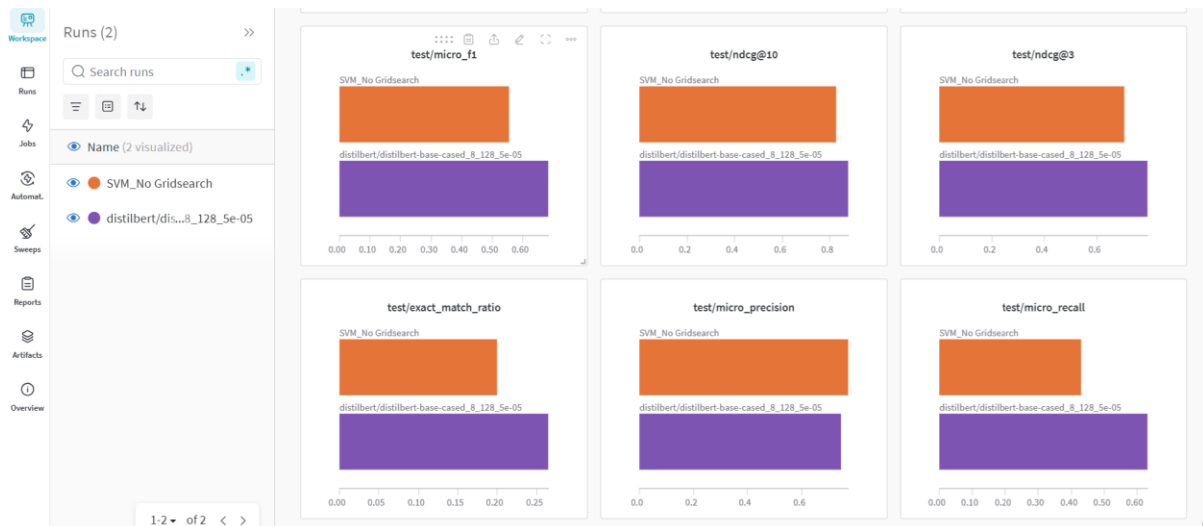 Workspace
Runs
Jobs
Automat.
Sweeps
Reports
Artifacts
Overview
Runs (2)
Search runs
.*
Name (2 visualized)
SVM_No Gridsearch
distilbert/dis...8_128_5e-05
1-2 of 2
test/micro_f1
SVM_No Gridsearch
distilbert/distilbert-base-cased_8_128_5e-05
0.00 0.10 0.20 0.30 0.40 0.50 0.60
test/ndcg@10
SVM_No Gridsearch
distilbert/distilbert-base-cased_8_128_5e-05
0.0 0.2 0.4 0.6 0.8
test/ndcg@3
SVM_No Gridsearch
distilbert/distilbert-base-cased_8_128_5e-05
0.0 0.2 0.4 0.6
test/exact_match_ratio
SVM_No Gridsearch
distilbert/distilbert-base-cased_8_128_5e-05
0.00 0.05 0.10 0.15 0.20 0.25
test/micro_precision
SVM_No Gridsearch
distilbert/distilbert-base-cased_8_128_5e-05
0.0 0.2 0.4 0.6
test/micro_recall
SVM_No Gridsearch
distilbert/distilbert-base-cased_8_128_5e-05
0.00 0.10 0.20 0.30 0.40 0.50 0.60